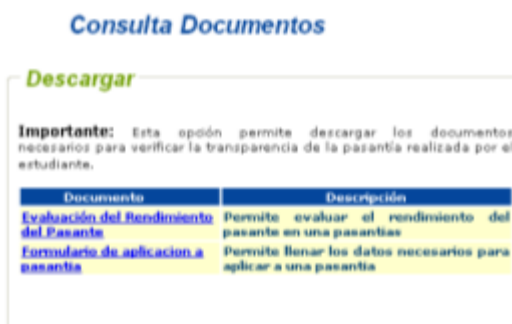 Consulta Documentos
Descargar
Importante: Esta opción permite descargar los documentos
necesarios para verificar la transparencia de la pasantía realizada por el
estudiante.
Documento Descripción
Evaluación del Rendimiento Permite evaluar el rendimiento del
del Pasante pasante en una pasantías
Formulario de aplicacion a Permite llenar los datos necesarios para
pasantia aplicar a una pasantía